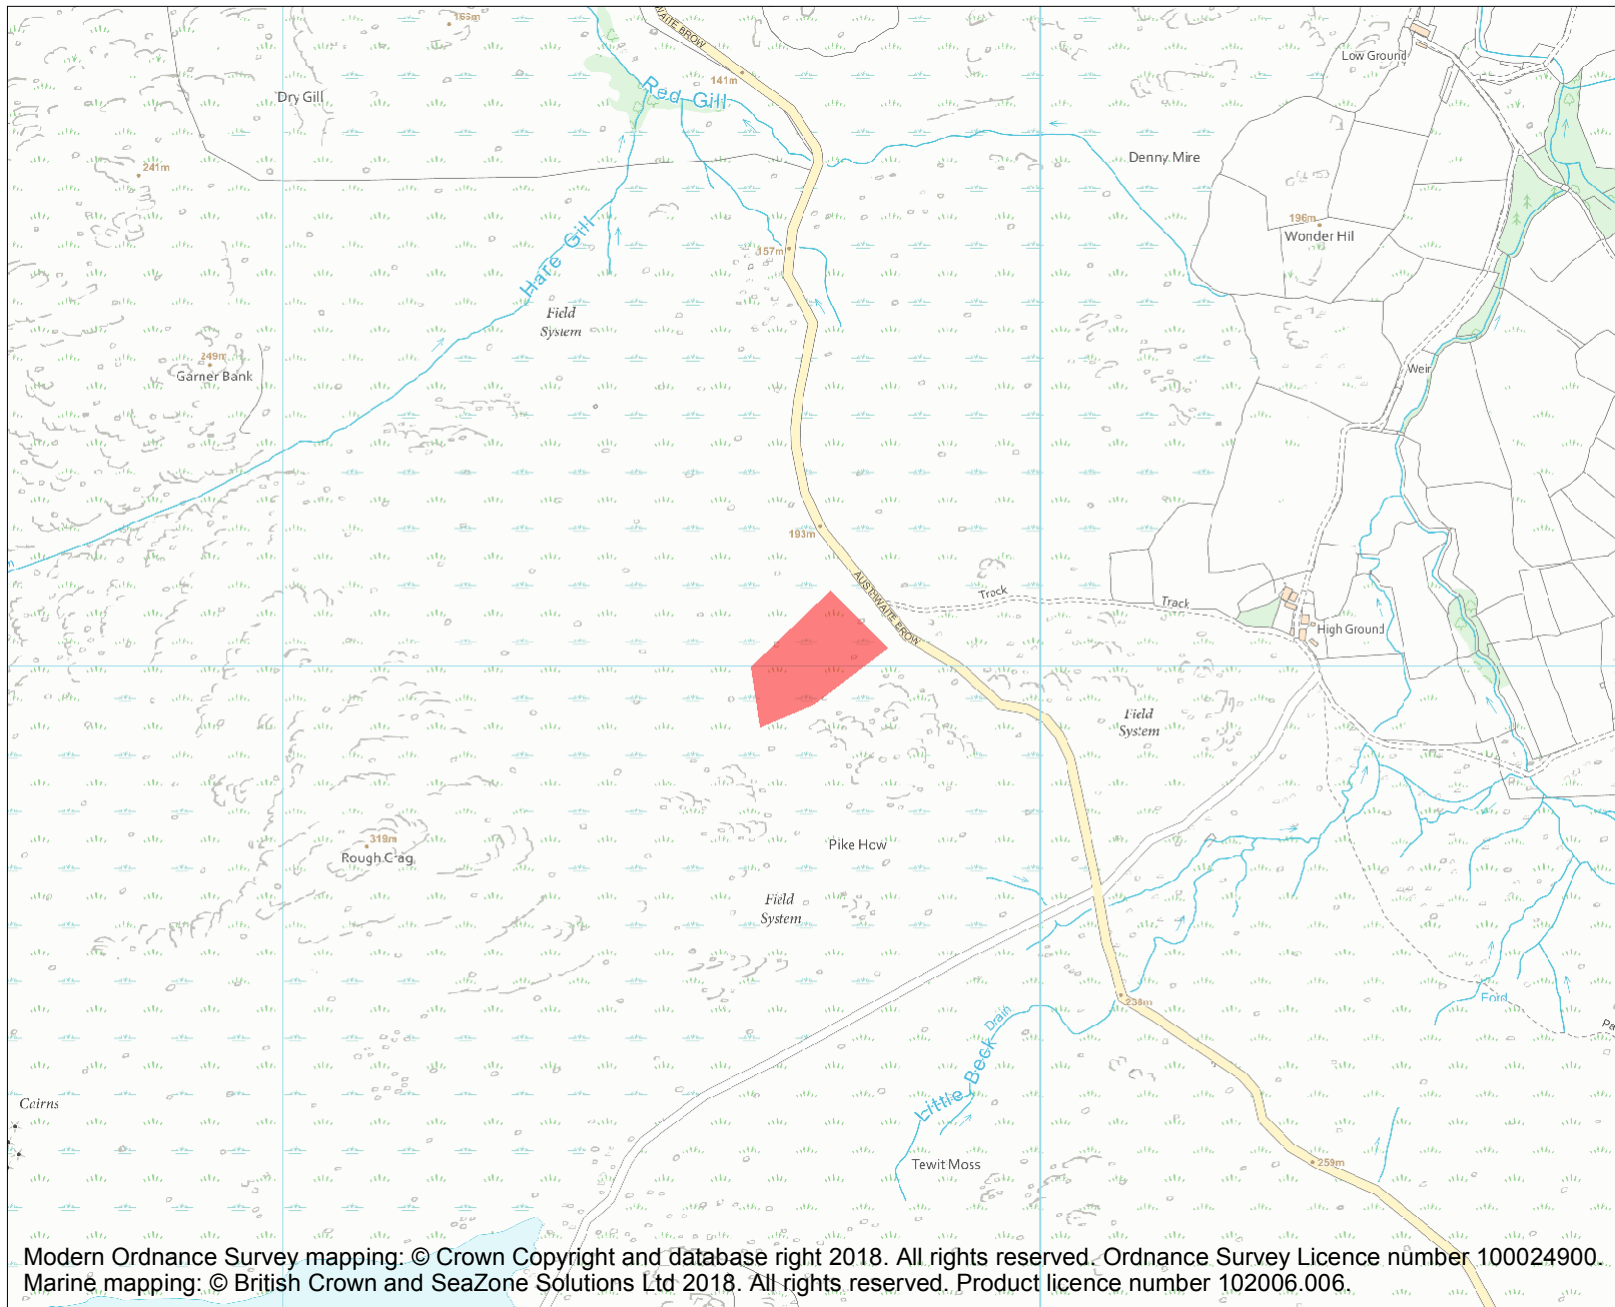 163m
WAITE BROW
Low Ground
141m
Red Gill
Dry Gill
241m
Denny Mire
196m
Wonder Hill
157m
Hare Gill
Field
System
249m
Garner Bank
Weir
193m
AUSTHWAITE BROW
Track
Track
High Ground
Field
System
319m
Rough Crag
Pike How
Field
System
Ford
Drain
Little Beck
Pa
Cairns
Tewit Moss
259m
Modern Ordnance Survey mapping: © Crown Copyright and database right 2018. All rights reserved. Ordnance Survey Licence number 100024900.
Marine mapping: © British Crown and SeaZone Solutions Ltd 2018. All rights reserved. Product licence number 102006.006.